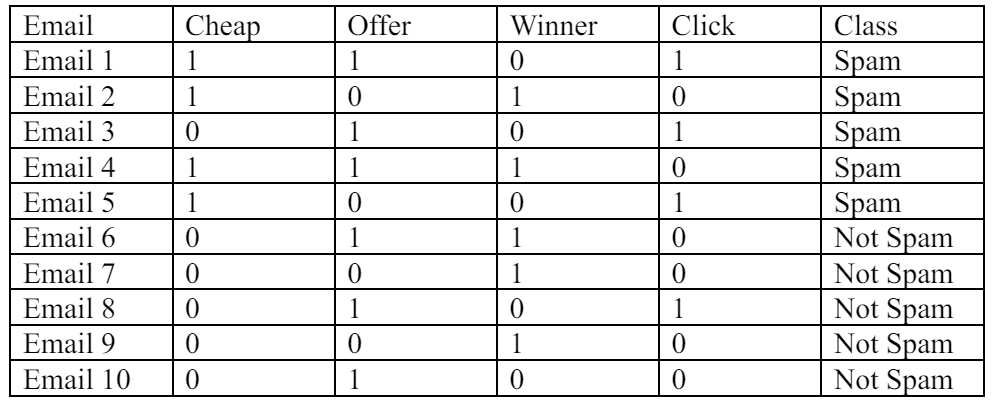 Email Cheap Offer Winner Click Class
Email 1 1 1 0 1 Spam
Email 2 1 0 1 0 Spam
Email 3 0 1 0 1 Spam
Email 4 1 1 1 0 Spam
Email 5 1 0 0 1 Spam
Email 6 0 1 1 0 Not Spam
Email 7 0 0 1 0 Not Spam
Email 8 0 1 0 1 Not Spam
Email 9 0 0 1 0 Not Spam
Email 10 0 1 0 0 Not Spam